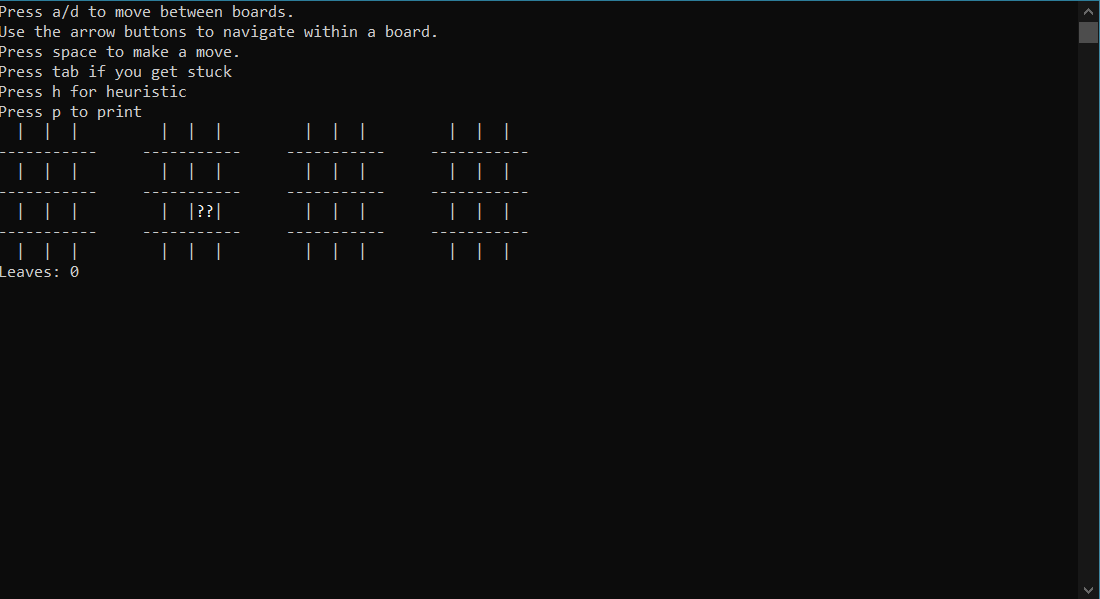 Press a/d to move between boards.
Use the arrow buttons to navigate within a board.
Press space to make a move.
Press tab if you get stuck
Press h for heuristic
Press p to print
  |  |  |         |  |  |         |  |  |         |  |  |
-----------     -----------     -----------     -----------
  |  |  |         |  |  |         |  |  |         |  |  |
-----------     -----------     -----------     -----------
  |  |  |         |  |??|         |  |  |         |  |  |
-----------     -----------     -----------     -----------
  |  |  |         |  |  |         |  |  |         |  |  |
Leaves: 0